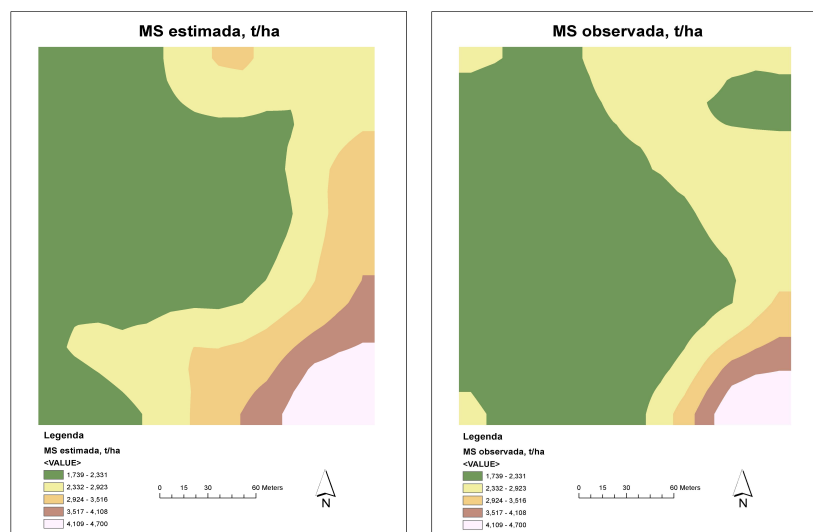 MS estimada, t/ha
Legenda
MS estimada, t/ha
<VALUE>
1,739 - 2,331
2,332 - 2,923
2,924 - 3,516
3,517 - 4,108
4,109 - 4,700
0 15 30 60 Meters
N
MS observada, t/ha
Legenda
MS observada, t/ha
<VALUE>
1,739 - 2,331
2,332 - 2,923
2,924 - 3,516
3,517 - 4,108
4,109 - 4,700
0 15 30 60 Meters
N